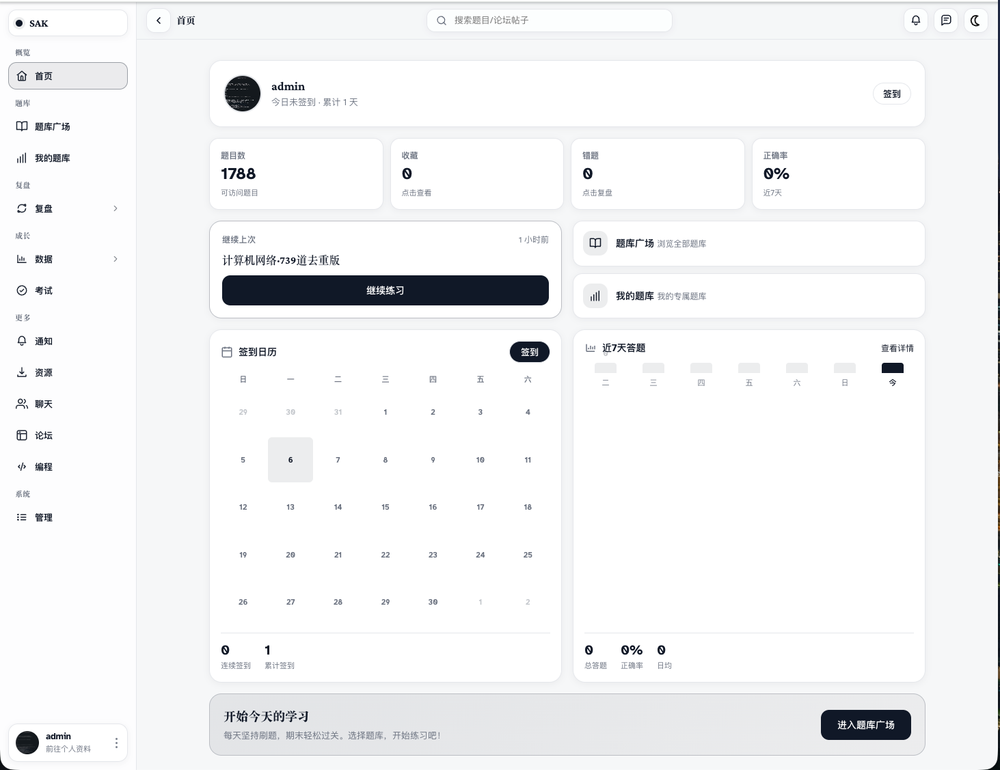 SAK
概览
首页
题库
题库广场
我的题库
复盘
复盘
成长
数据
考试
更多
通知
资源
聊天
论坛
编程
系统
管理
admin
前往个人资料
首页
搜索题目/论坛帖子
admin
今日未签到 · 累计 1 天
签到
题目数
1788
可访问题目
收藏
0
点击查看
错题
0
点击复盘
正确率
0%
近7天
继续上次
1 小时前
计算机网络·739道去重版
继续练习
题库广场 浏览全部题库
我的题库 我的专属题库
签到日历
签到
日 一 二 三 四 五 六
29 30 31 1 2 3 4
5 6 7 8 9 10 11
12 13 14 15 16 17 18
19 20 21 22 23 24 25
26 27 28 29 30 1 2
0 1
连续签到 累计签到
近7天答题
查看详情
0
二 三 四 五 六 日 今
0 0% 0
总答题 正确率 日均
开始今天的学习
每天坚持刷题，期末轻松过关。选择题库，开始练习吧！
进入题库广场